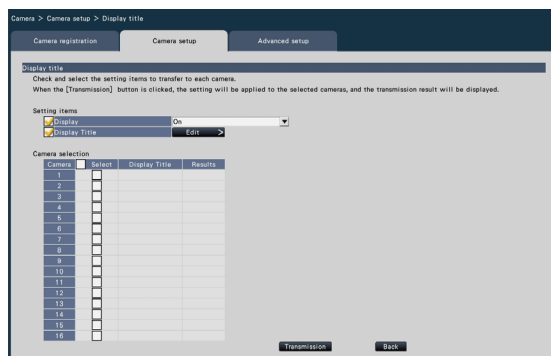 Camera > Camera setup > Display title
Camera registration Camera setup Advanced setup
Display title
Check and select the setting items to transfer to each camera.
When the [Transmission] button is clicked, the setting will be applied to the selected cameras, and the transmission result will be displayed.
Setting items
Display On
Display Title Edit >
Camera selection
Camera Select Display Title Results
1
2
3
4
5
6
7
8
9
10
11
12
13
14
15
16
Transmission Back